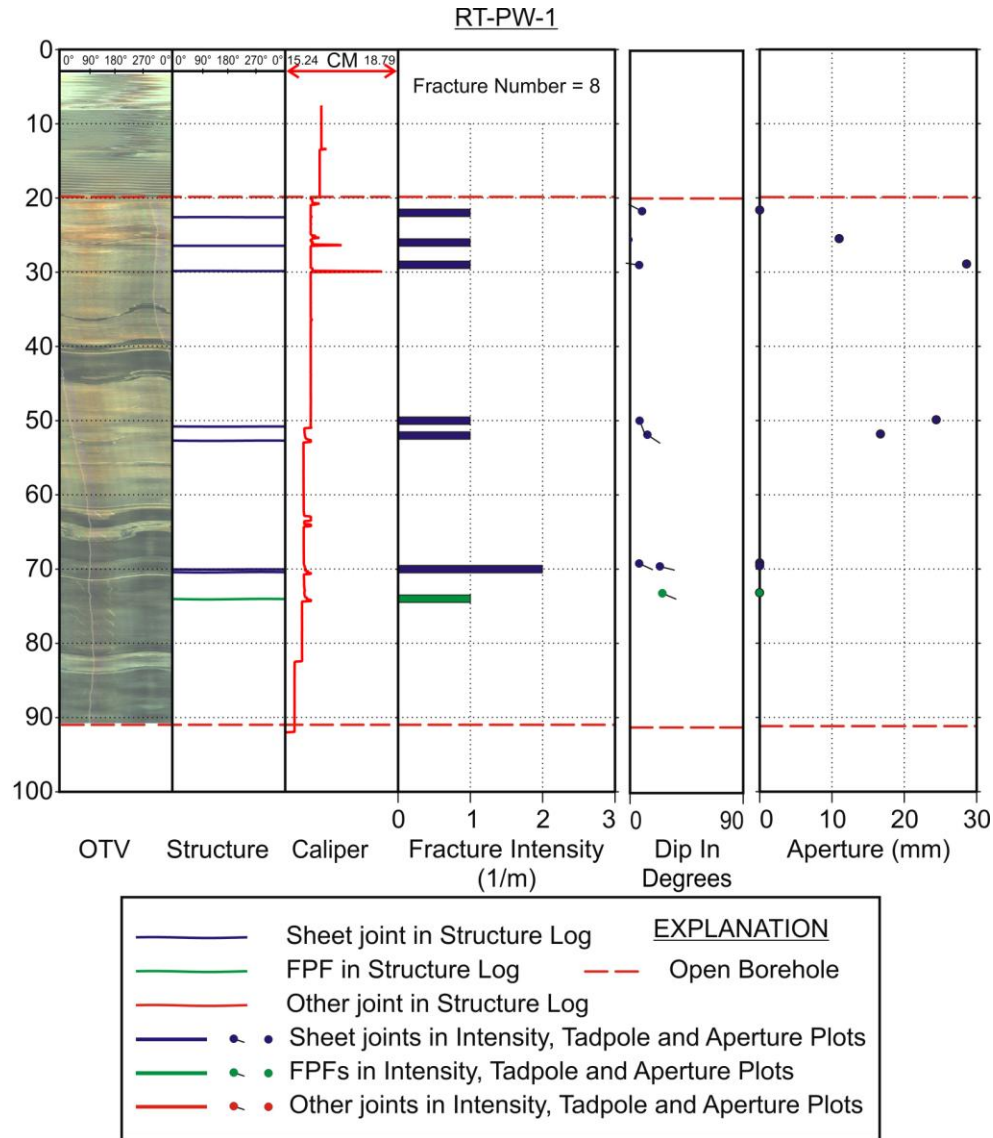 RT-PW-1
0
0° 90° 180° 270° 0°
0° 90° 180° 270° 0°
15.24 CM 18.79
Fracture Number = 8
10
20
30
40
50
60
70
80
90
100
0 1 2 3
0 90
0 10 20 30
OTV
Structure
Caliper
Fracture Intensity
(1/m)
Dip In
Degrees
Aperture (mm)
EXPLANATION
Sheet joint in Structure Log
FPF in Structure Log
Open Borehole
Other joint in Structure Log
Sheet joints in Intensity, Tadpole and Aperture Plots
FPFs in Intensity, Tadpole and Aperture Plots
Other joints in Intensity, Tadpole and Aperture Plots